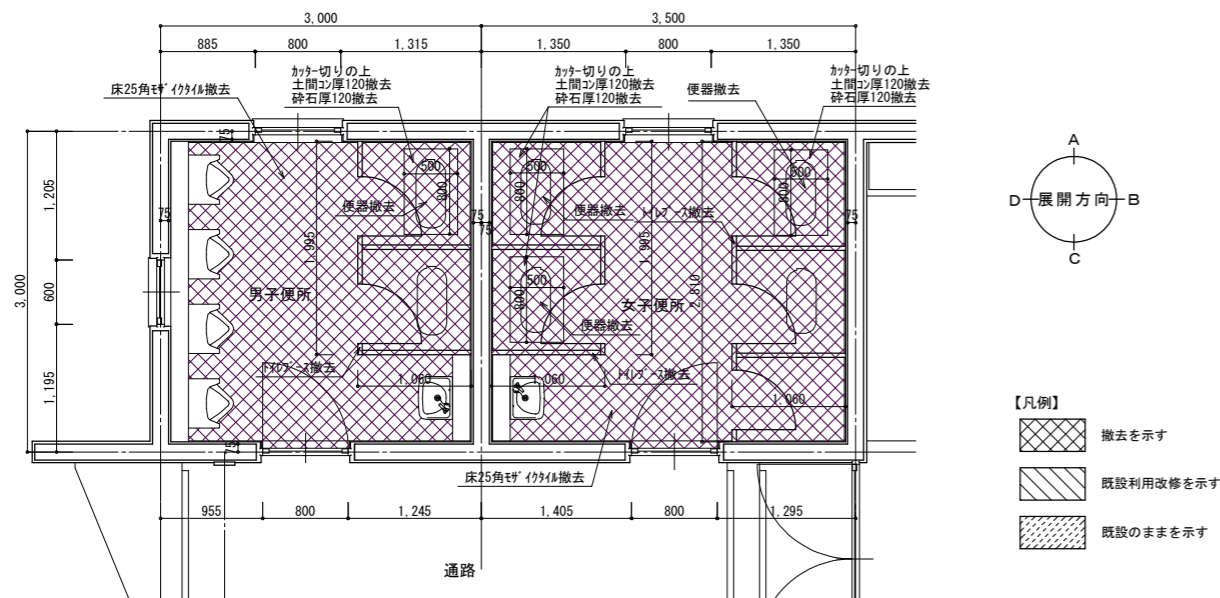 3,000
3,500
885
800
1,315
1,350
800
1,350
カッター切りの上
土間コン厚120撤去
砕石厚120撤去
カッター切りの上
土間コン厚120撤去
砕石厚120撤去
カッター切りの上
土間コン厚120撤去
砕石厚120撤去
床25角モザイクタイル撤去
便器撤去
75
500
800
500
800
500
800
1,205
75
便器撤去
75
75
便器撤去
トイレブース撤去
75
1,995
1,995
500
800
3,000
600
男子便所
女子便所
2,810
便器撤去
トイレブース撤去
トイレブース撤去
1,060
1,060
1,060
1,195
75
床25角モザイクタイル撤去
955
800
1,245
1,405
800
1,295
通路
A
D
展開方向
B
C
【凡例】
撤去を示す
既設利用改修を示す
既設のままを示す